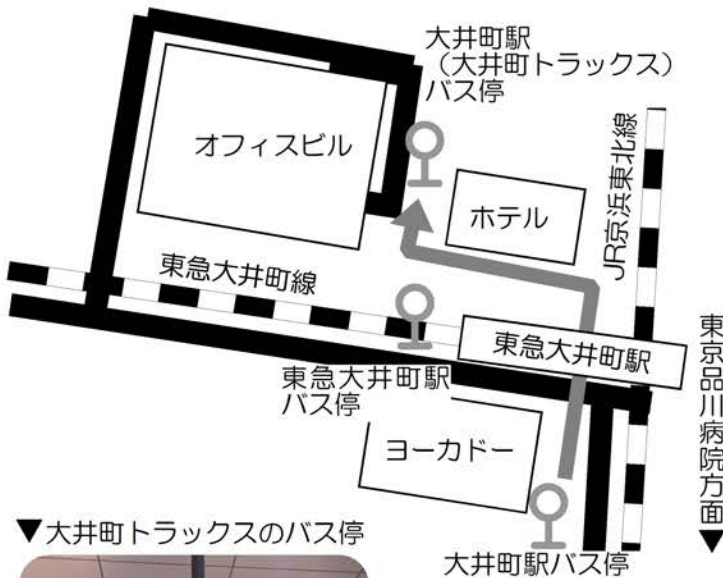 大井町駅
（大井町トラックス）
バス停
オフィスビル
ホテル
JR京浜東北線
東急大井町線
東急大井町駅
東急大井町駅
バス停
ヨーカドー
東京品川病院方面▼
大井町駅バス停
▼大井町トラックスのバス停